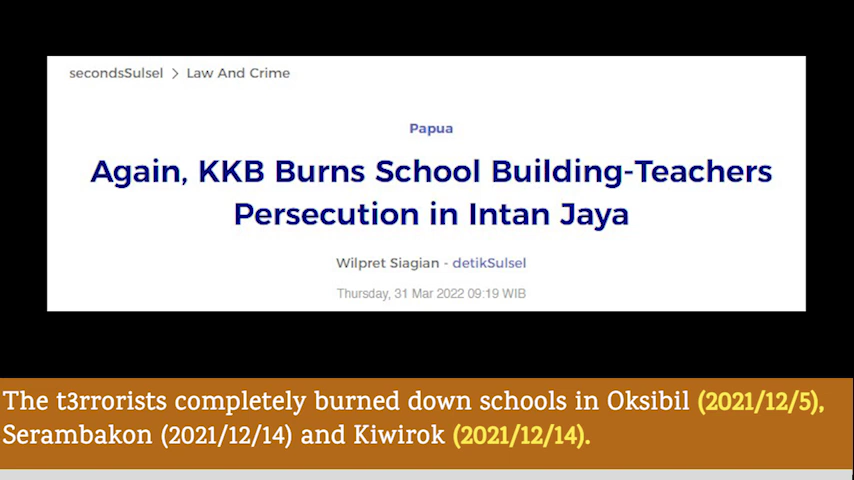 secondsSulsel > Law And Crime
Papua
Again, KKB Burns School Building-Teachers
Persecution in Intan Jaya
Wilpret Siagian - detikSulsel
Thursday, 31 Mar 2022 09:19 WIB
The t3rrorists completely burned down schools in Oksibil (2021/12/5),
Serambakon (2021/12/14) and Kiwirok (2021/12/14).